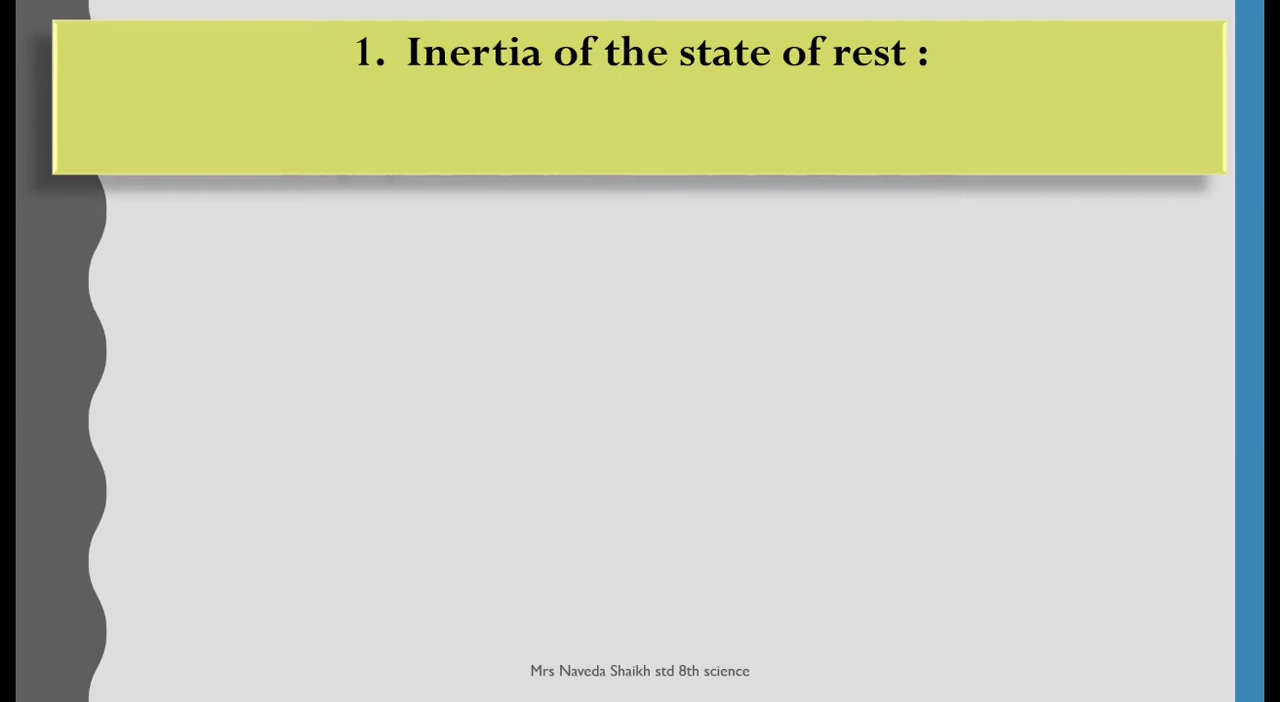 1. Inertia of the state of rest :
Mrs Naveda Shaikh std 8th science